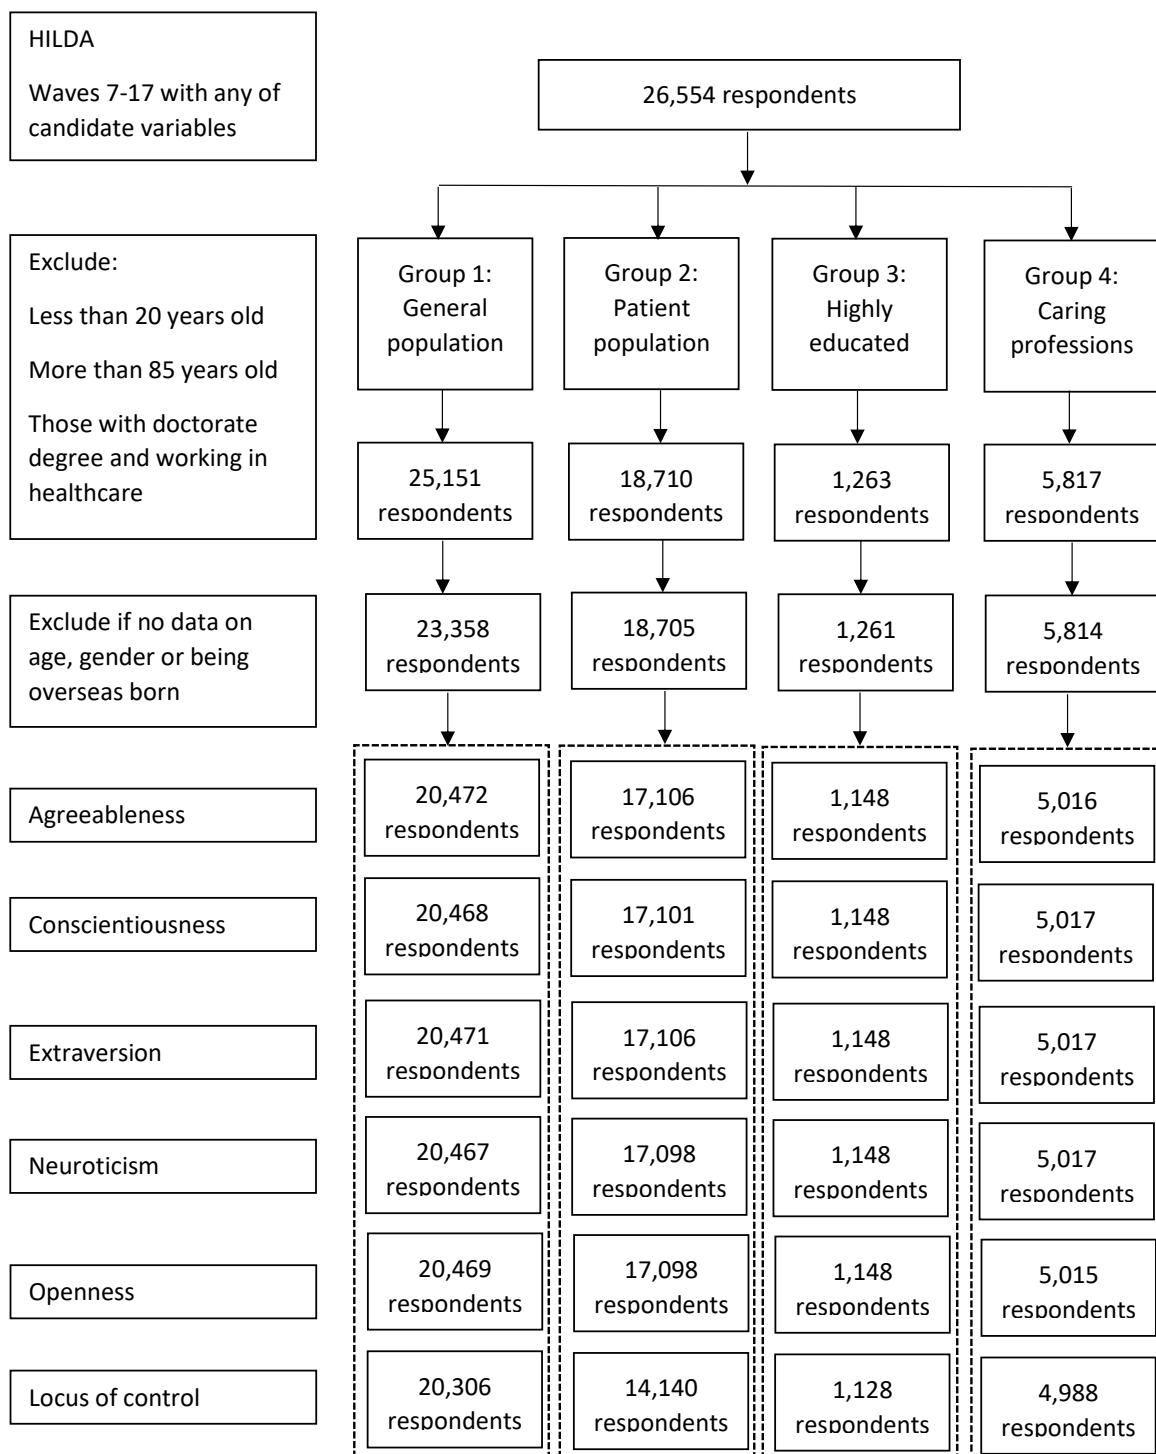 HILDA
Waves 7-17 with any of
candidate variables
26,554 respondents
Exclude:
Less than 20 years old
More than 85 years old
Those with doctorate
degree and working in
healthcare
Group 1:
General
population
Group 2:
Patient
population
Group 3:
Highly
educated
Group 4:
Caring
professions
25,151
respondents
18,710
respondents
1,263
respondents
5,817
respondents
Exclude if no data on
age, gender or being
overseas born
23,358
respondents
18,705
respondents
1,261
respondents
5,814
respondents
Agreeableness
20,472
respondents
17,106
respondents
1,148
respondents
5,016
respondents
Conscientiousness
20,468
respondents
17,101
respondents
1,148
respondents
5,017
respondents
Extraversion
20,471
respondents
17,106
respondents
1,148
respondents
5,017
respondents
Neuroticism
20,467
respondents
17,098
respondents
1,148
respondents
5,017
respondents
Openness
20,469
respondents
17,098
respondents
1,148
respondents
5,015
respondents
Locus of control
20,306
respondents
14,140
respondents
1,128
respondents
4,988
respondents